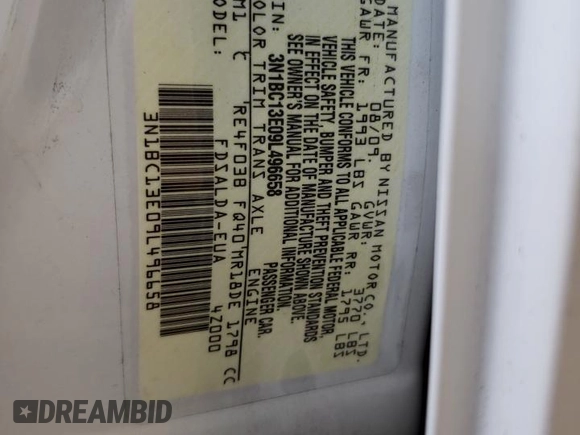 MANUFACTURED BY NISSAN MOTOR CO., LTD.
DATE: 08/09. GVWR: 3770 LBS
GAWR FR: 1993 LBS GAWR RR: 1795 LBS
THIS VEHICLE CONFORMS TO ALL APPLICABLE FEDERAL MOTOR
VEHICLE SAFETY, BUMPER AND THEFT PREVENTION STANDARDS
IN EFFECT ON THE DATE OF MANUFACTURE SHOWN ABOVE.
SEE OWNER'S MANUAL FOR ADDITIONAL INFORMATION.
3N1BC13E09L496658 PASSENGER CAR.
COLOR TRIM TRANS AXLE ENGINE
M1 C RE4F03B FQ40 MR18DE 1798 CC
MODEL: FDSALDA-EUA 4Z000
3N1BC13E09L496658
DREAMBID